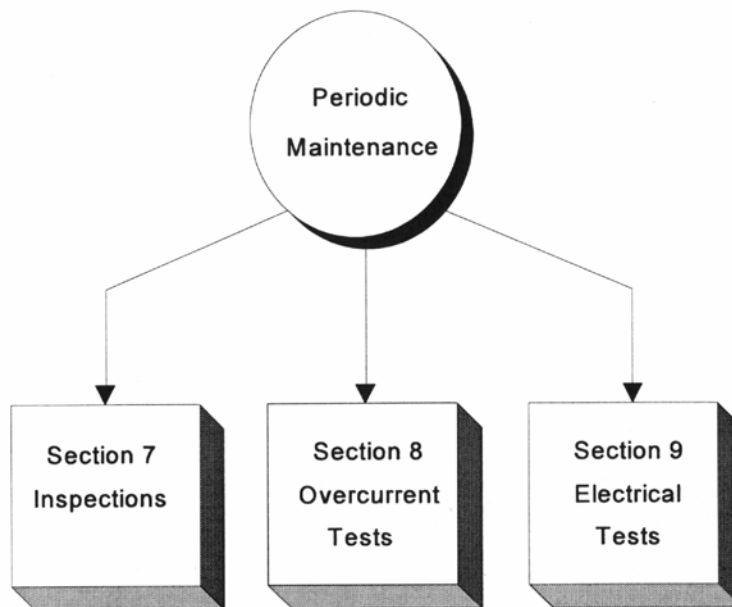 Periodic
Maintenance
Section 7
Inspections
Section 8
Overcurrent
Tests
Section 9
Electrical
Tests